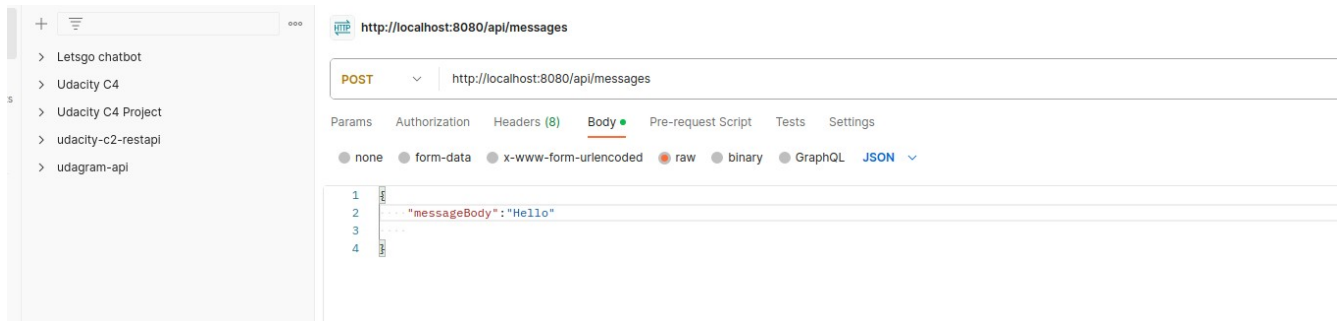 http://localhost:8080/api/messages
Letsgo chatbot
Udacity C4
Udacity C4 Project
udacity-c2-restapi
udagram-api
POST http://localhost:8080/api/messages
Params Authorization Headers (8) Body Pre-request Script Tests Settings
none form-data x-www-form-urlencoded raw binary GraphQL JSON
1 {
2 "messageBody":"Hello"
3
4 }